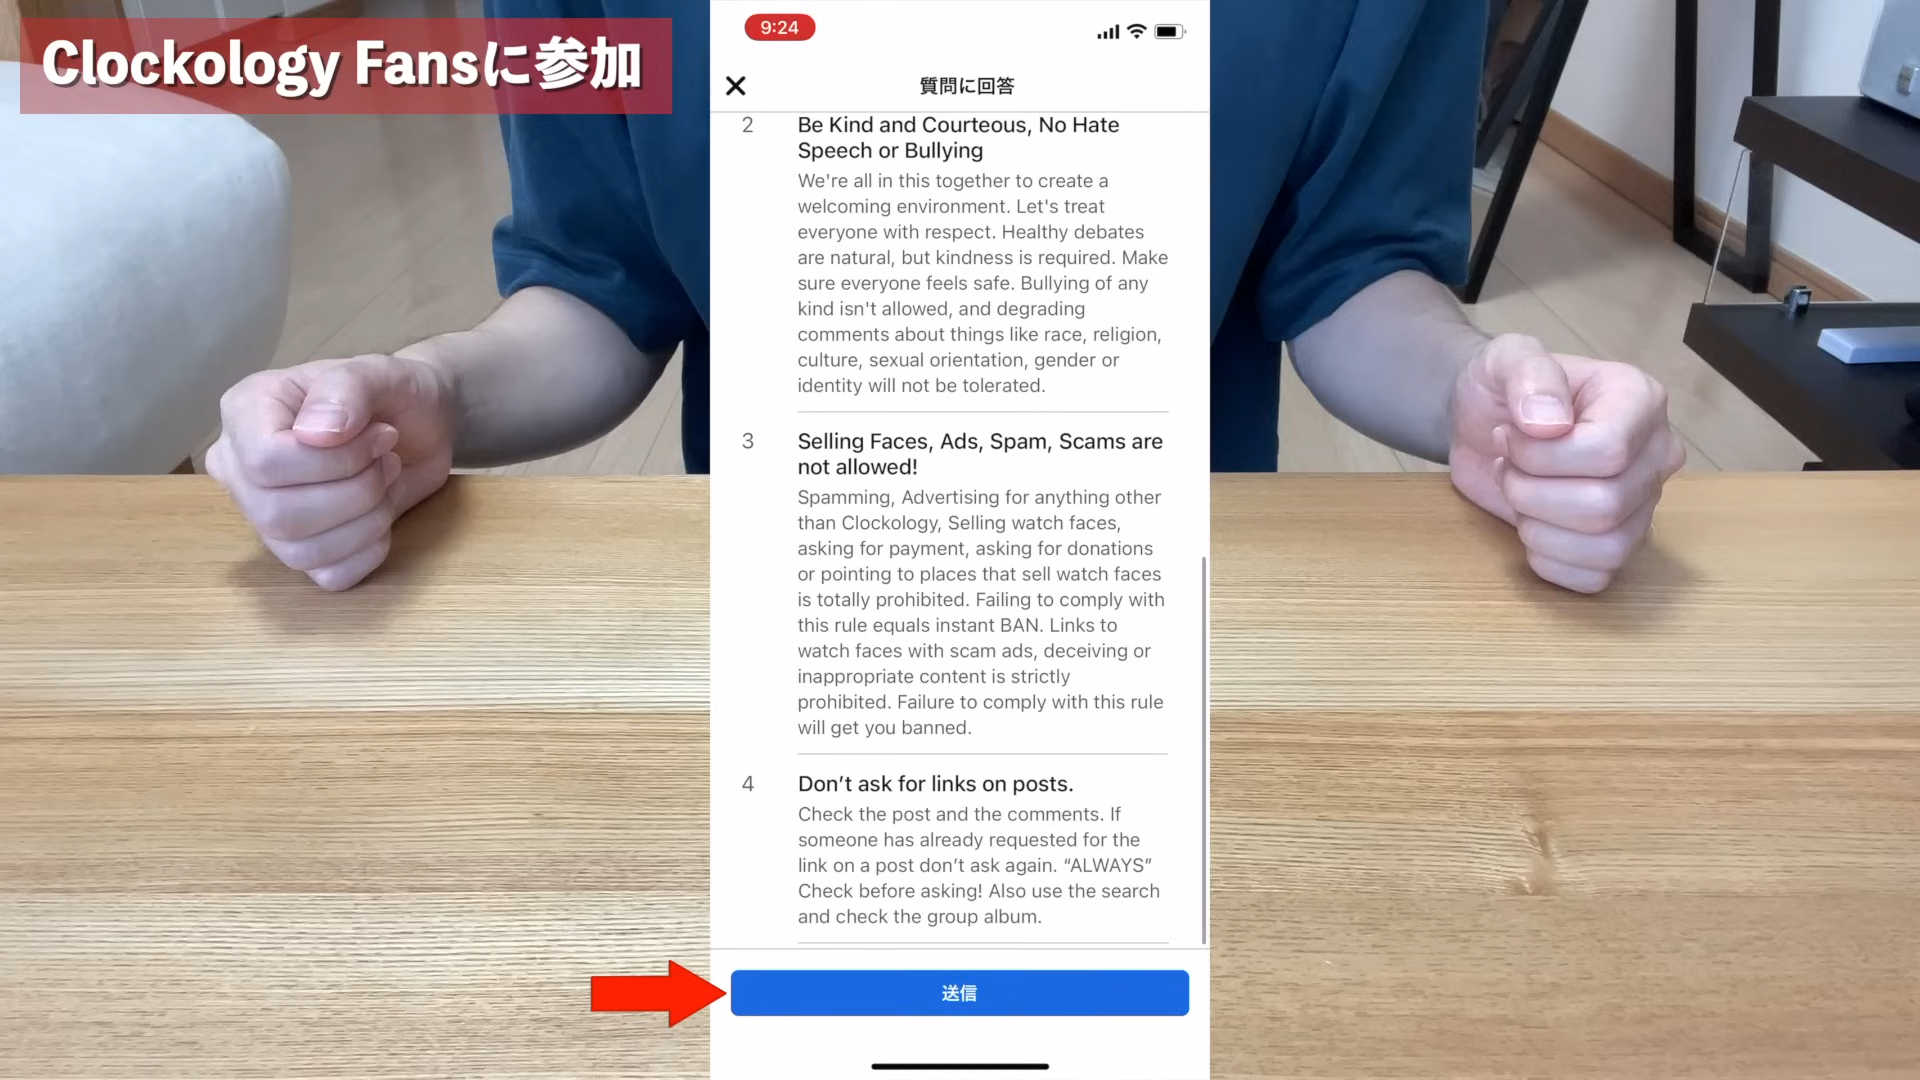 Clockology Fansに参加
9:24
質問に回答
2
Be Kind and Courteous, No Hate
Speech or Bullying
We're all in this together to create a
welcoming environment. Let's treat
everyone with respect. Healthy debates
are natural, but kindness is required. Make
sure everyone feels safe. Bullying of any
kind isn't allowed, and degrading
comments about things like race, religion,
culture, sexual orientation, gender or
identity will not be tolerated.
3
Selling Faces, Ads, Spam, Scams are
not allowed!
Spamming, Advertising for anything other
than Clockology, Selling watch faces,
asking for payment, asking for donations
or pointing to places that sell watch faces
is totally prohibited. Failing to comply with
this rule equals instant BAN. Links to
watch faces with scam ads, deceiving or
inappropriate content is strictly
prohibited. Failure to comply with this rule
will get you banned.
4
Don’t ask for links on posts.
Check the post and the comments. If
someone has already requested for the
link on a post don’t ask again. “ALWAYS”
Check before asking! Also use the search
and check the group album.
送信